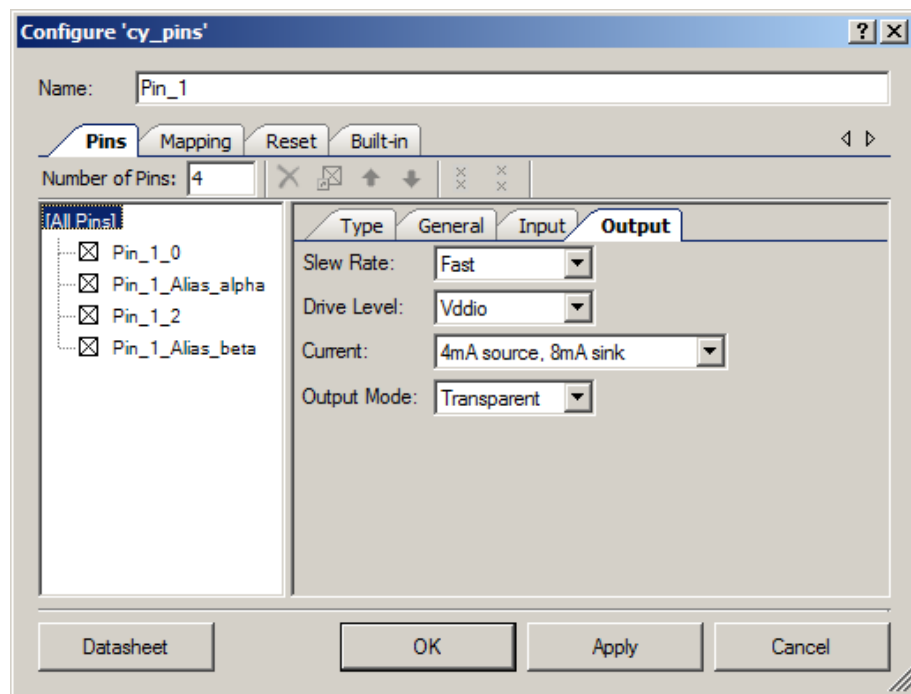 Configure 'cy_pins'
Name: Pin_1
Pins Mapping Reset Built-in
Number of Pins: 4
[All Pins]
Pin_1_0
Pin_1_Alias_alpha
Pin_1_2
Pin_1_Alias_beta
Type General Input Output
Slew Rate: Fast
Drive Level: Vddio
Current: 4mA source, 8mA sink
Output Mode: Transparent
Datasheet OK Apply Cancel